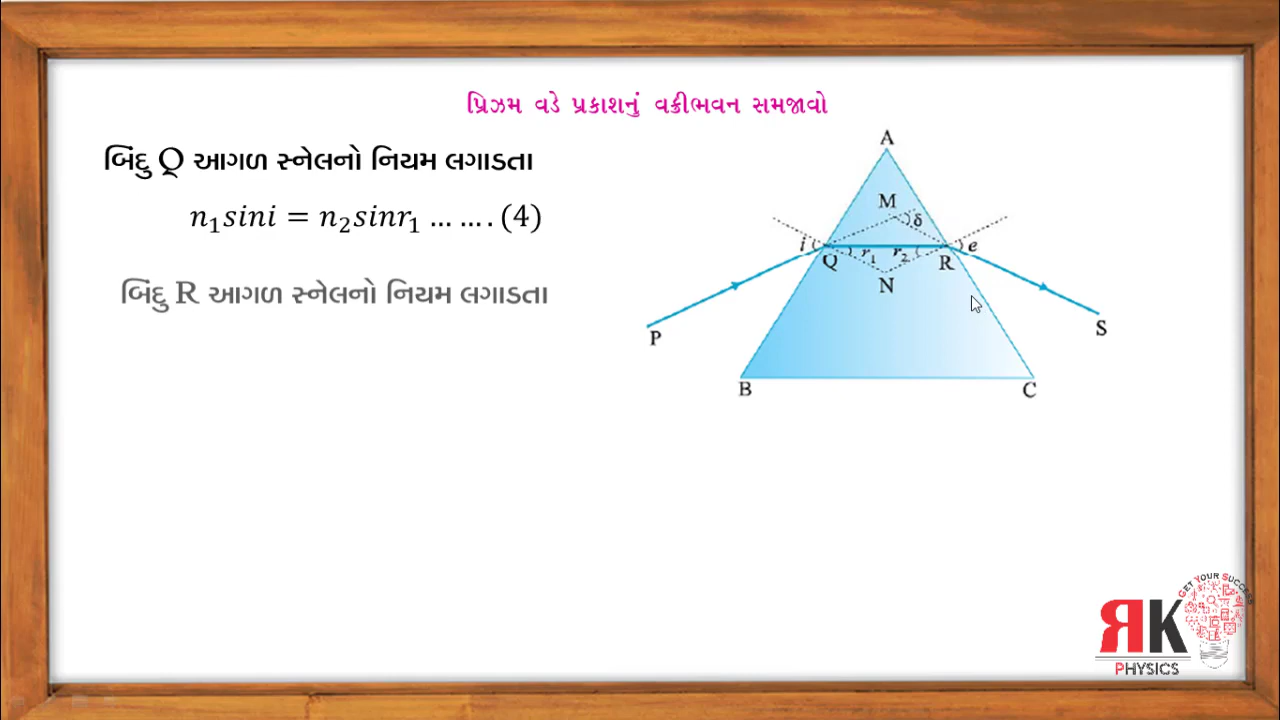 પ્રિઝમ વડે પ્રકાશનું વક્રીભવન સમજાવો
બિંદુ Q આગળ સ્નેલનો નિયમ લગાડતા
n₁sini = n₂sinr₁ … … . (4)
બિંદુ R આગળ સ્નેલનો નિયમ લગાડતા
A
M
δ
i
e
Q
r₁
r₂
R
N
P
S
B
C
GET YOUR SUCCESS
RK
PHYSICS